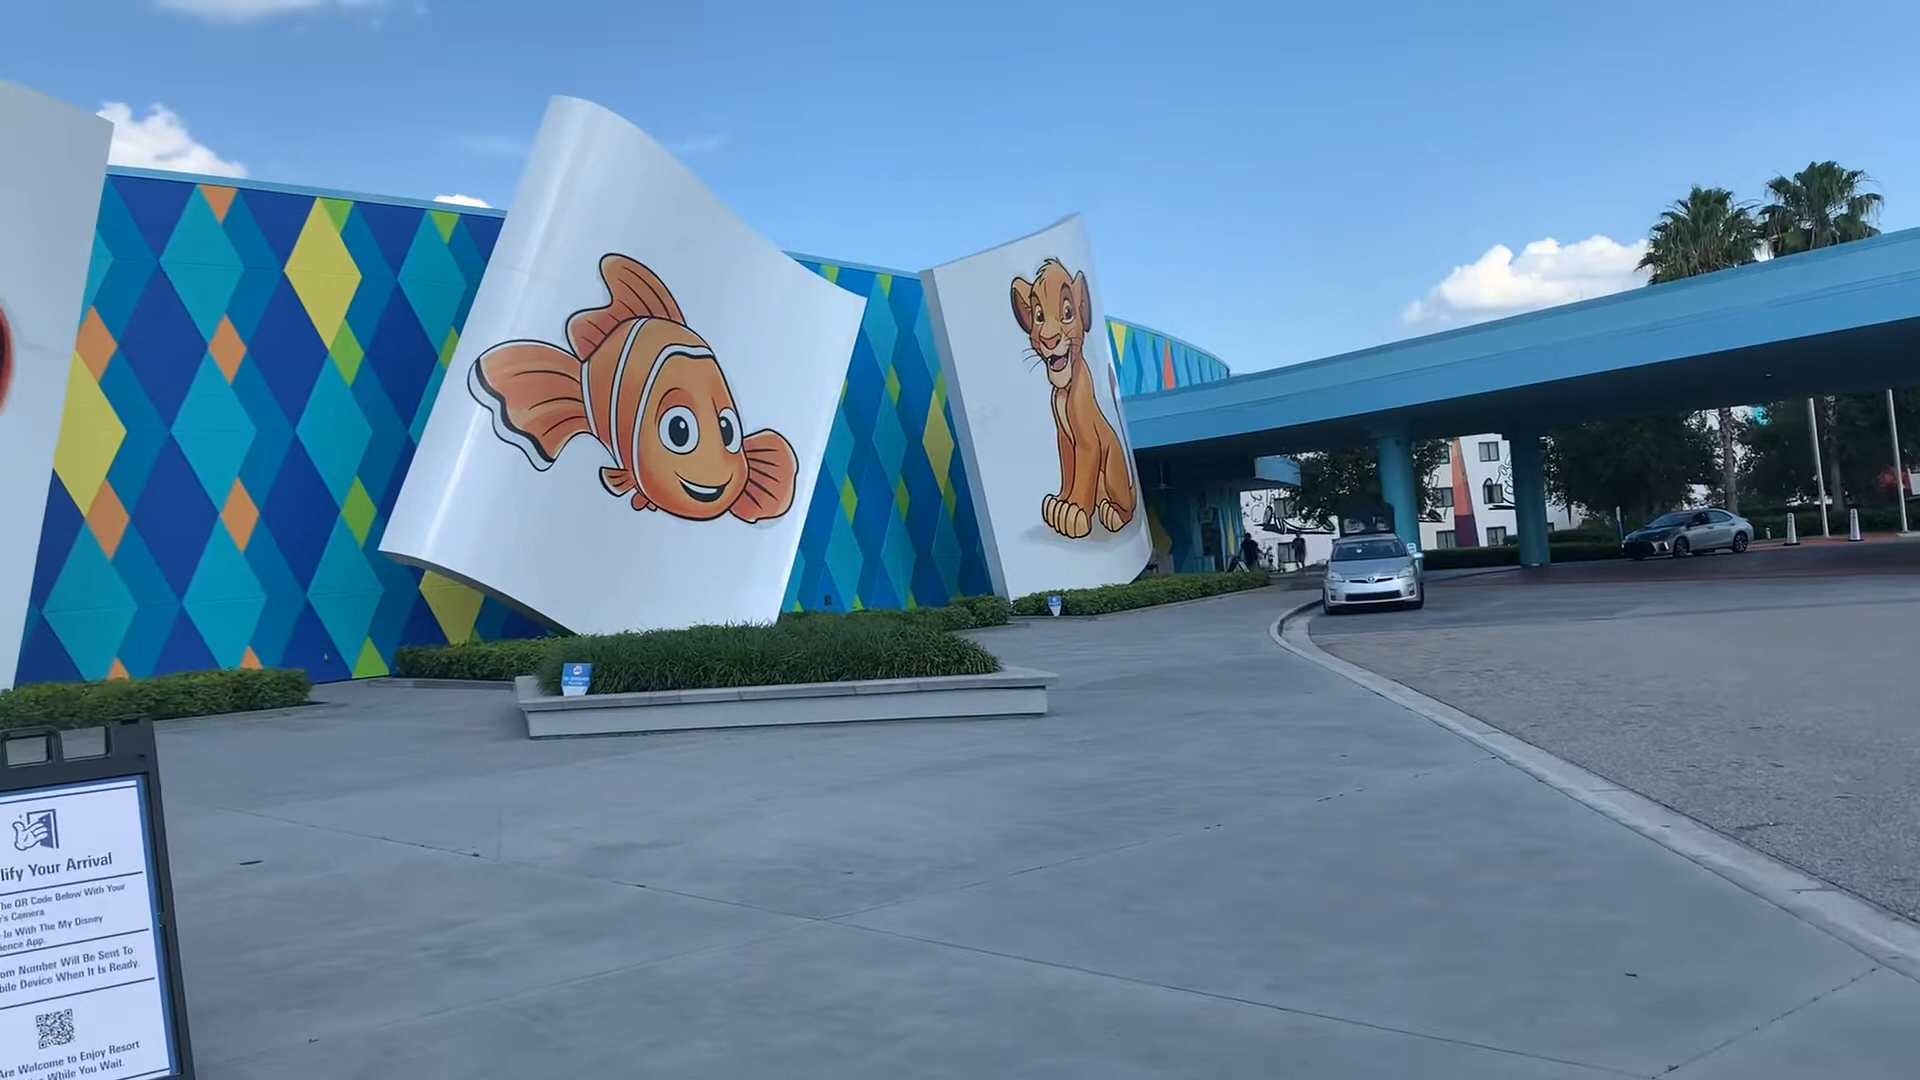 lify Your Arrival
The QR Code Below With Your
's Camera.
-In With The My Disney
ience App.
om Number Will Be Sent To
bile Device When It Is Ready.
Are Welcome to Enjoy Resort
While You Wait.